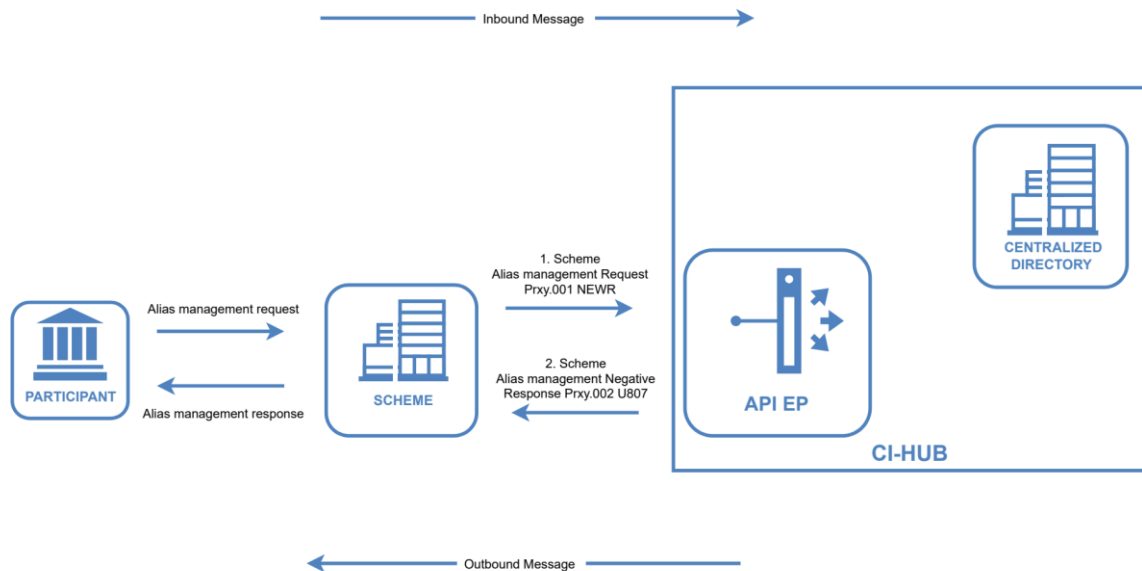 Inbound Message
CENTRALIZED
DIRECTORY
1. Scheme
Alias management Request
Prxy.001 NEWR
Alias management request
2. Scheme
Alias management Negative
Response Prxy.002 U807
PARTICIPANT
Alias management response
SCHEME
API EP
CI-HUB
Outbound Message